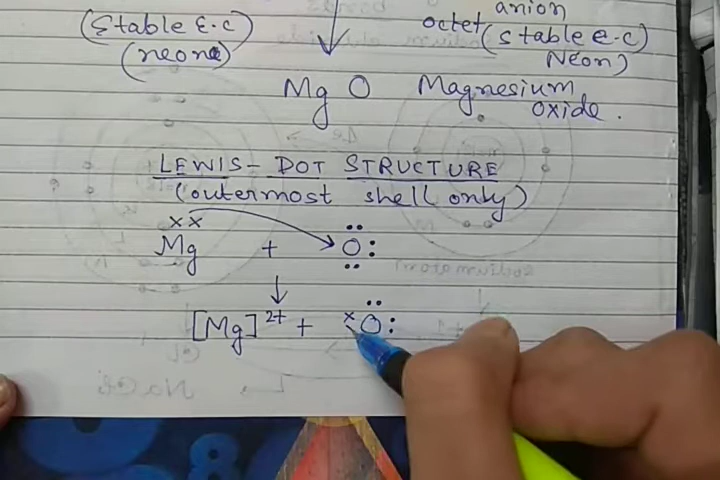 anion
(Stable E.C) octet (stable e.c)
(neon) Neon)
Mg O Magnesium
oxide.
LEWIS-DOT STRUCTURE
(outermost shell only)
xx
Mg + O
[Mg]2+ + xO
NaCl